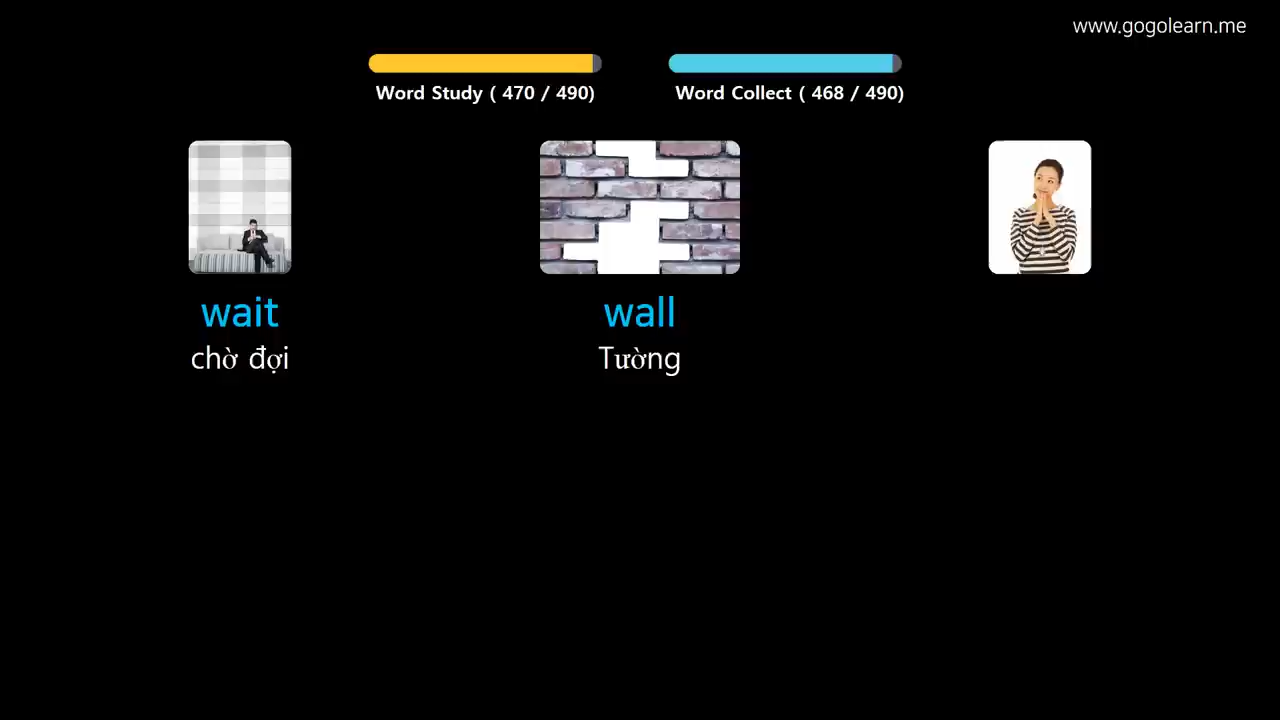 www.gogolearn.me
Word Study ( 470 / 490)
Word Collect ( 468 / 490)
wait
wall
chờ đợi
Tường